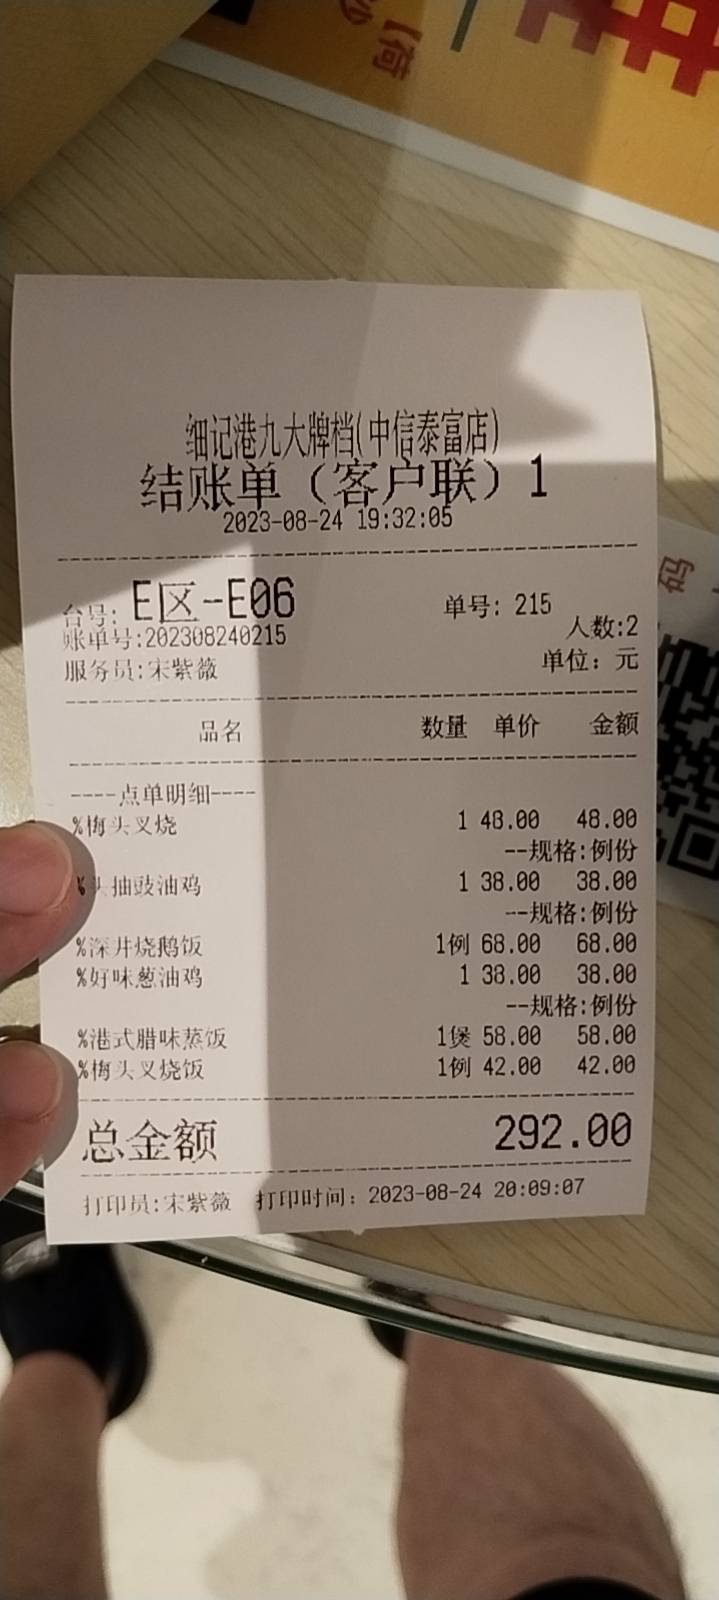 沙(荷
码
细记港九大牌档(中信泰富店)
结账单（客户联）1
2023-08-24 19:32:05
台号: E区-E06 单号: 215
人数:2
账单号:202308240215
服务员:宋紫薇 单位: 元
品名 数量 单价 金额
----点单明细----
%梅头叉烧 1 48.00 48.00
--规格:例份
%头抽豉油鸡 1 38.00 38.00
--规格:例份
%深井烧鹅饭 1例 68.00 68.00
%好味葱油鸡 1 38.00 38.00
--规格:例份
%港式腊味蒸饭 1煲 58.00 58.00
%梅头叉烧饭 1例 42.00 42.00
总金额 292.00
打印员:宋紫薇 打印时间: 2023-08-24 20:09:07